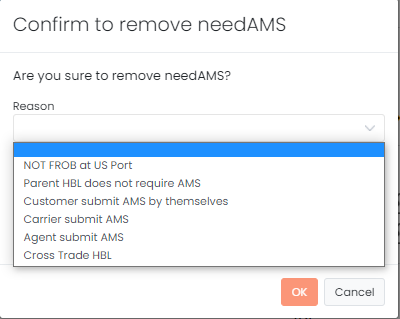 Confirm to remove needAMS
Are you sure to remove needAMS?
Reason
NOT FROB at US Port
Parent HBL does not require AMS
Customer submit AMS by themselves
Carrier submit AMS
Agent submit AMS
Cross Trade HBL
OK
Cancel